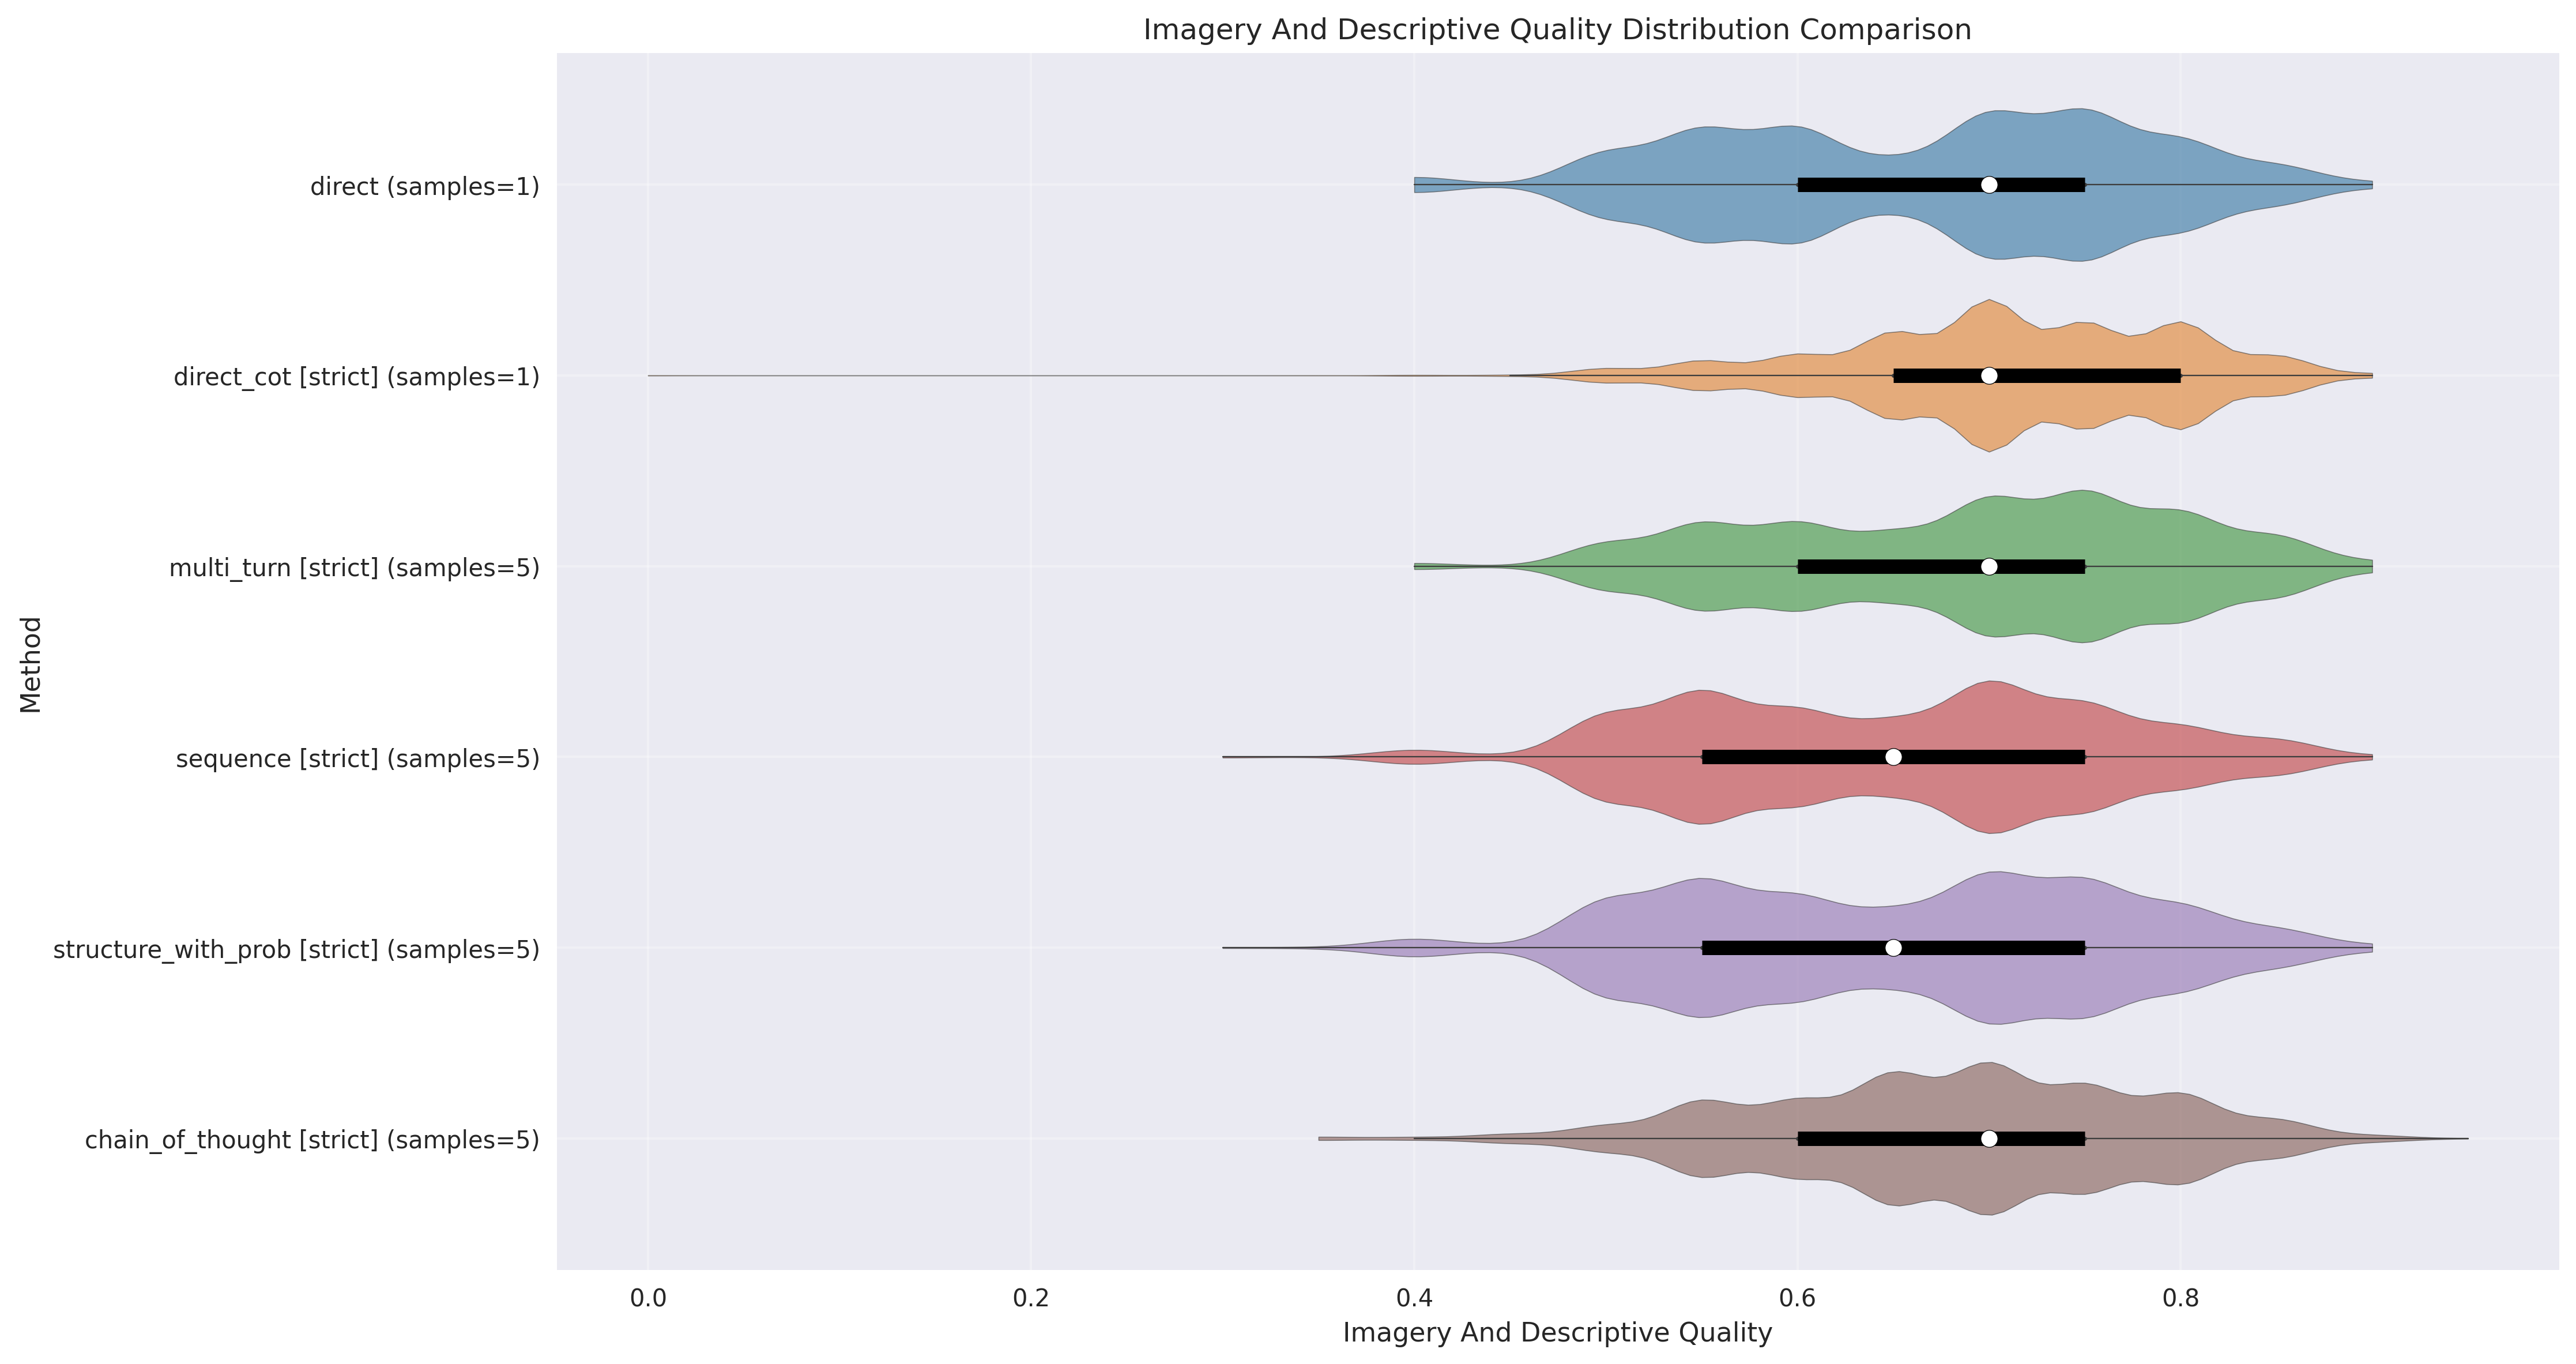 Imagery And Descriptive Quality Distribution Comparison
Method
direct (samples=1)
direct_cot [strict] (samples=1)
multi_turn [strict] (samples=5)
sequence [strict] (samples=5)
structure_with_prob [strict] (samples=5)
chain_of_thought [strict] (samples=5)
0.0 0.2 0.4 0.6 0.8
Imagery And Descriptive Quality